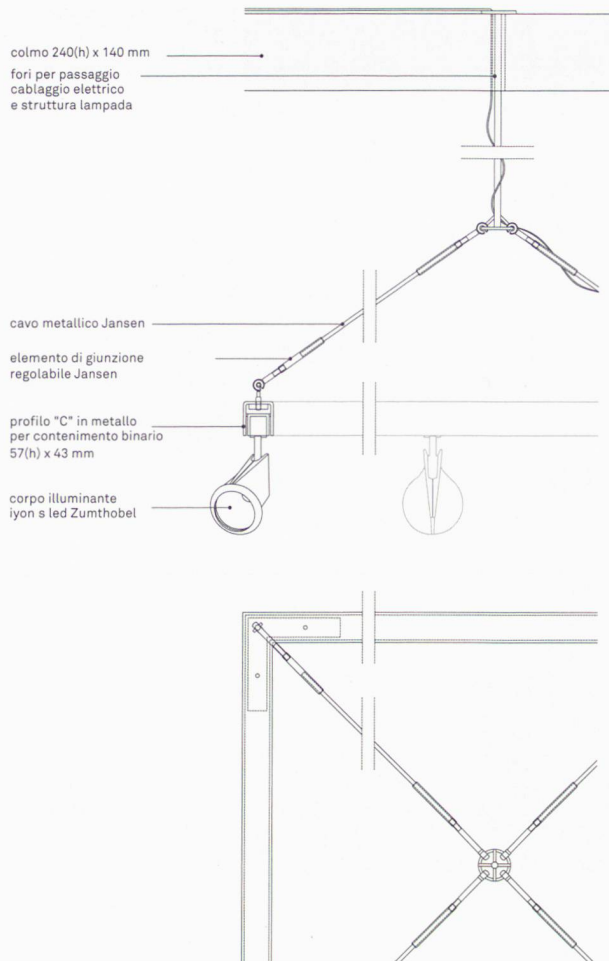 colmo 240(h) x 140 mm
fori per passaggio
cablaggio elettrico
e struttura lampada
cavo metallico Jansen
elemento di giunzione
regolabile Jansen
profilo "C" in metallo
per contenimento binario
57(h) x 43 mm
corpo illuminante
iyon s led Zumthobel